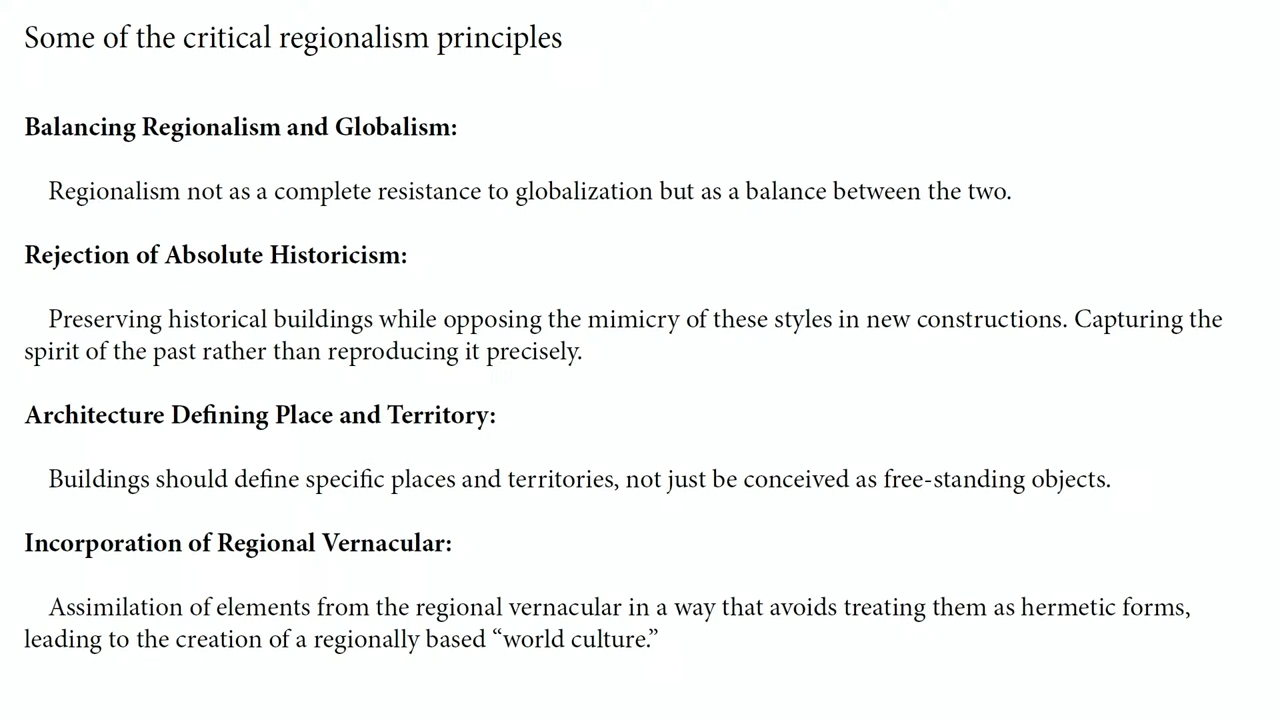 Some of the critical regionalism principles
Balancing Regionalism and Globalism:
Regionalism not as a complete resistance to globalization but as a balance between the two.
Rejection of Absolute Historicism:
Preserving historical buildings while opposing the mimicry of these styles in new constructions. Capturing the
spirit of the past rather than reproducing it precisely.
Architecture Defining Place and Territory:
Buildings should define specific places and territories, not just be conceived as free-standing objects.
Incorporation of Regional Vernacular:
Assimilation of elements from the regional vernacular in a way that avoids treating them as hermetic forms,
leading to the creation of a regionally based “world culture.”